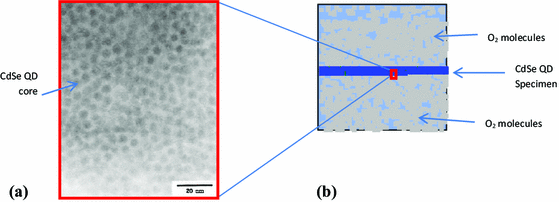 CdSe QD
core
20 nm
(a)
O2 molecules
CdSe QD
Specimen
O2 molecules
(b)